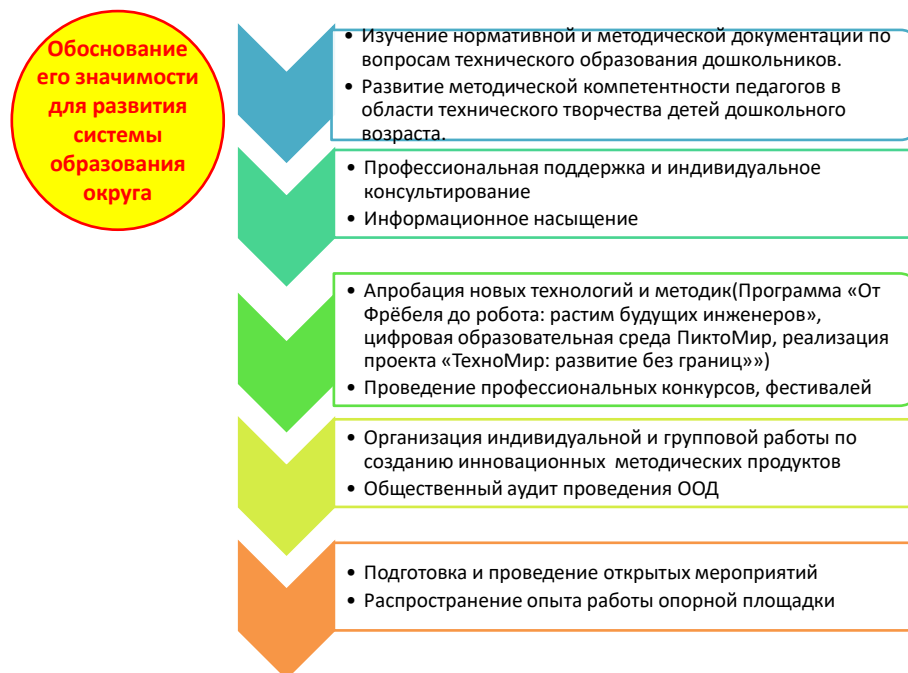 Обоснование
его значимости
для развития
системы
образования
округа
• Изучение нормативной и методической документации по
вопросам технического образования дошкольников.
• Развитие методической компетентности педагогов в
области технического творчества детей дошкольного
возраста.
• Профессиональная поддержка и индивидуальное
консультирование
• Информационное насыщение
• Апробация новых технологий и методик(Программа «От
Фрёбеля до робота: растим будущих инженеров»,
цифровая образовательная среда ПиктоМир, реализация
проекта «ТехноМир: развитие без границ»»)
• Проведение профессиональных конкурсов, фестивалей
• Организация индивидуальной и групповой работы по
созданию инновационных  методических продуктов
• Общественный аудит проведения ООД
• Подготовка и проведение открытых мероприятий
• Распространение опыта работы опорной площадки